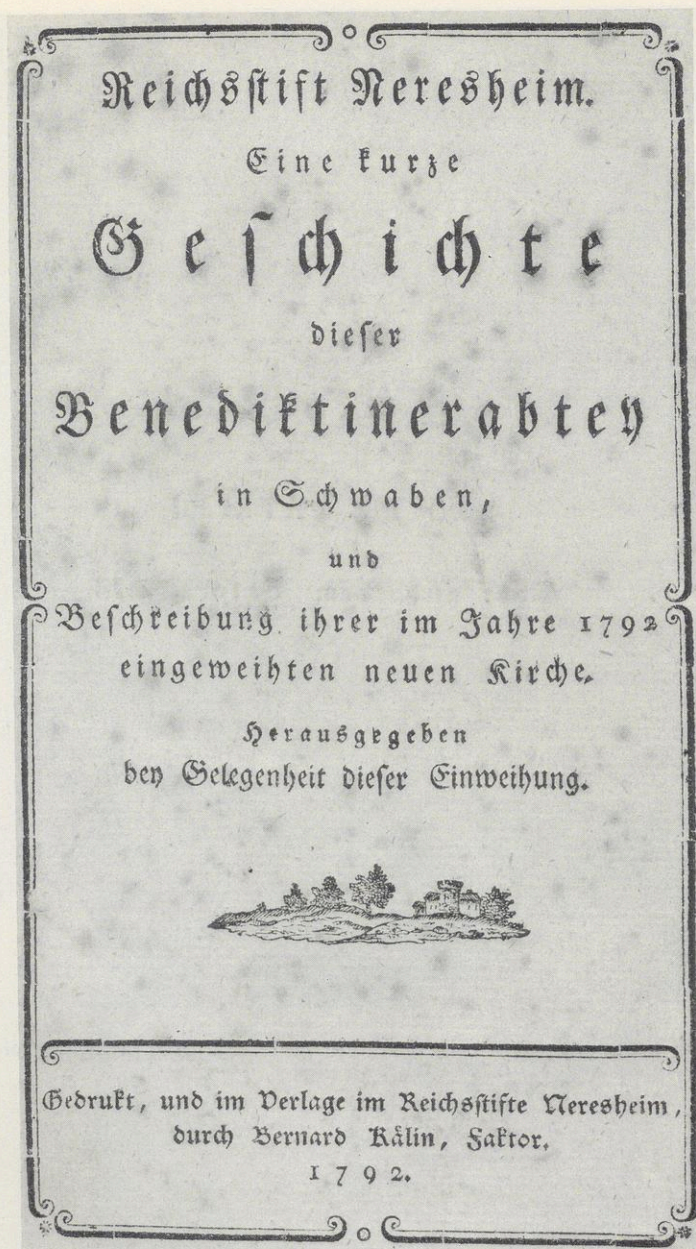 Reichsstift Neresheim.
Eine kurze
Geschichte
dieser
Benediktinerabtey
in Schwaben,
und
Beschreibung ihrer im Jahre 1792
eingeweihten neuen Kirche.
Herausgegeben
bey Gelegenheit dieser Einweihung.
Gedrukt, und im Verlage im Reichsstifte Neresheim,
durch Bernard Kälin, Faktor.
1792.